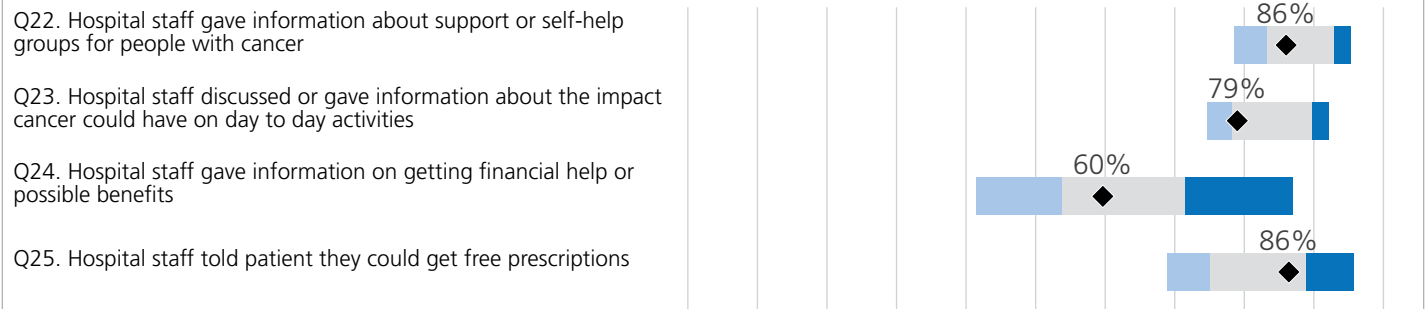 Q22. Hospital staff gave information about support or self-help
groups for people with cancer
86%
Q23. Hospital staff discussed or gave information about the impact
cancer could have on day to day activities
79%
Q24. Hospital staff gave information on getting financial help or
possible benefits
60%
Q25. Hospital staff told patient they could get free prescriptions
86%